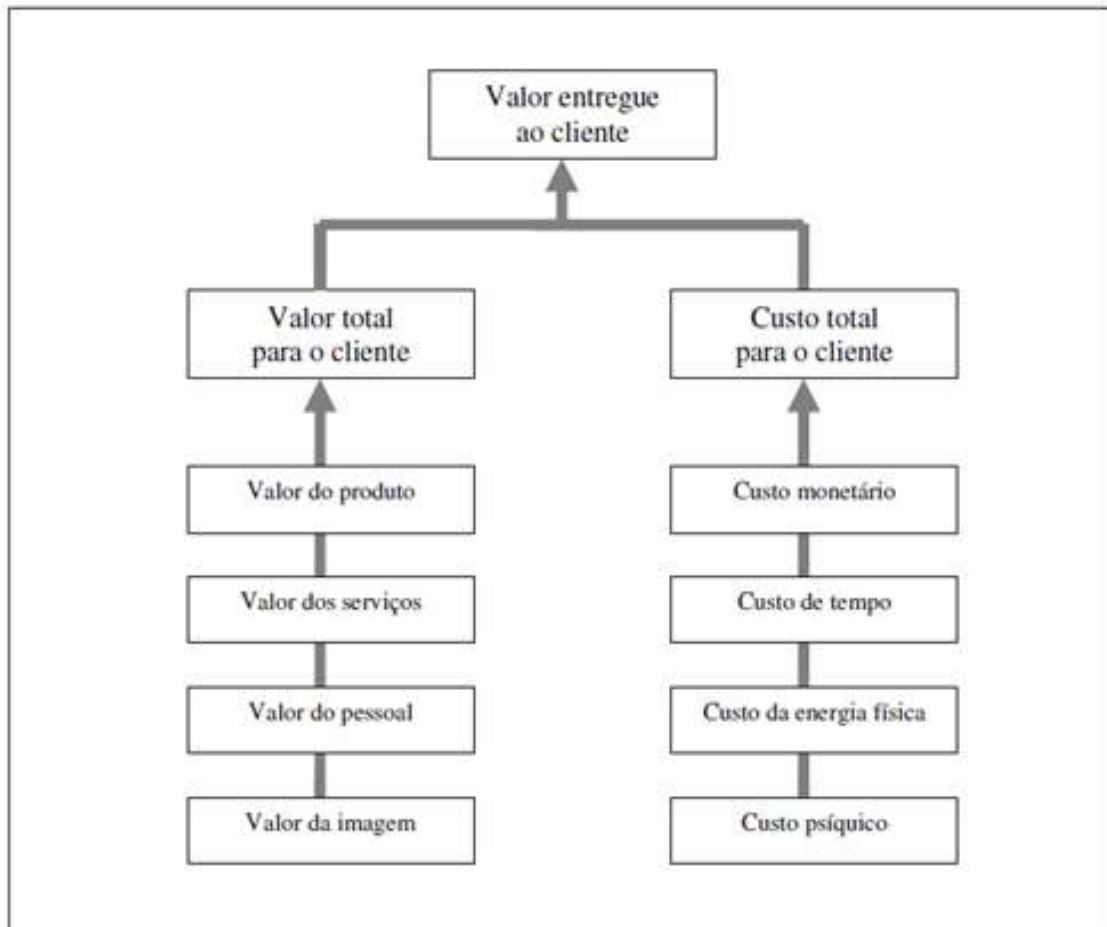 Valor entregue
ao cliente
Valor total
para o cliente
Custo total
para o cliente
Valor do produto
Custo monetário
Valor dos serviços
Custo de tempo
Valor do pessoal
Custo da energia física
Valor da imagem
Custo psíquico